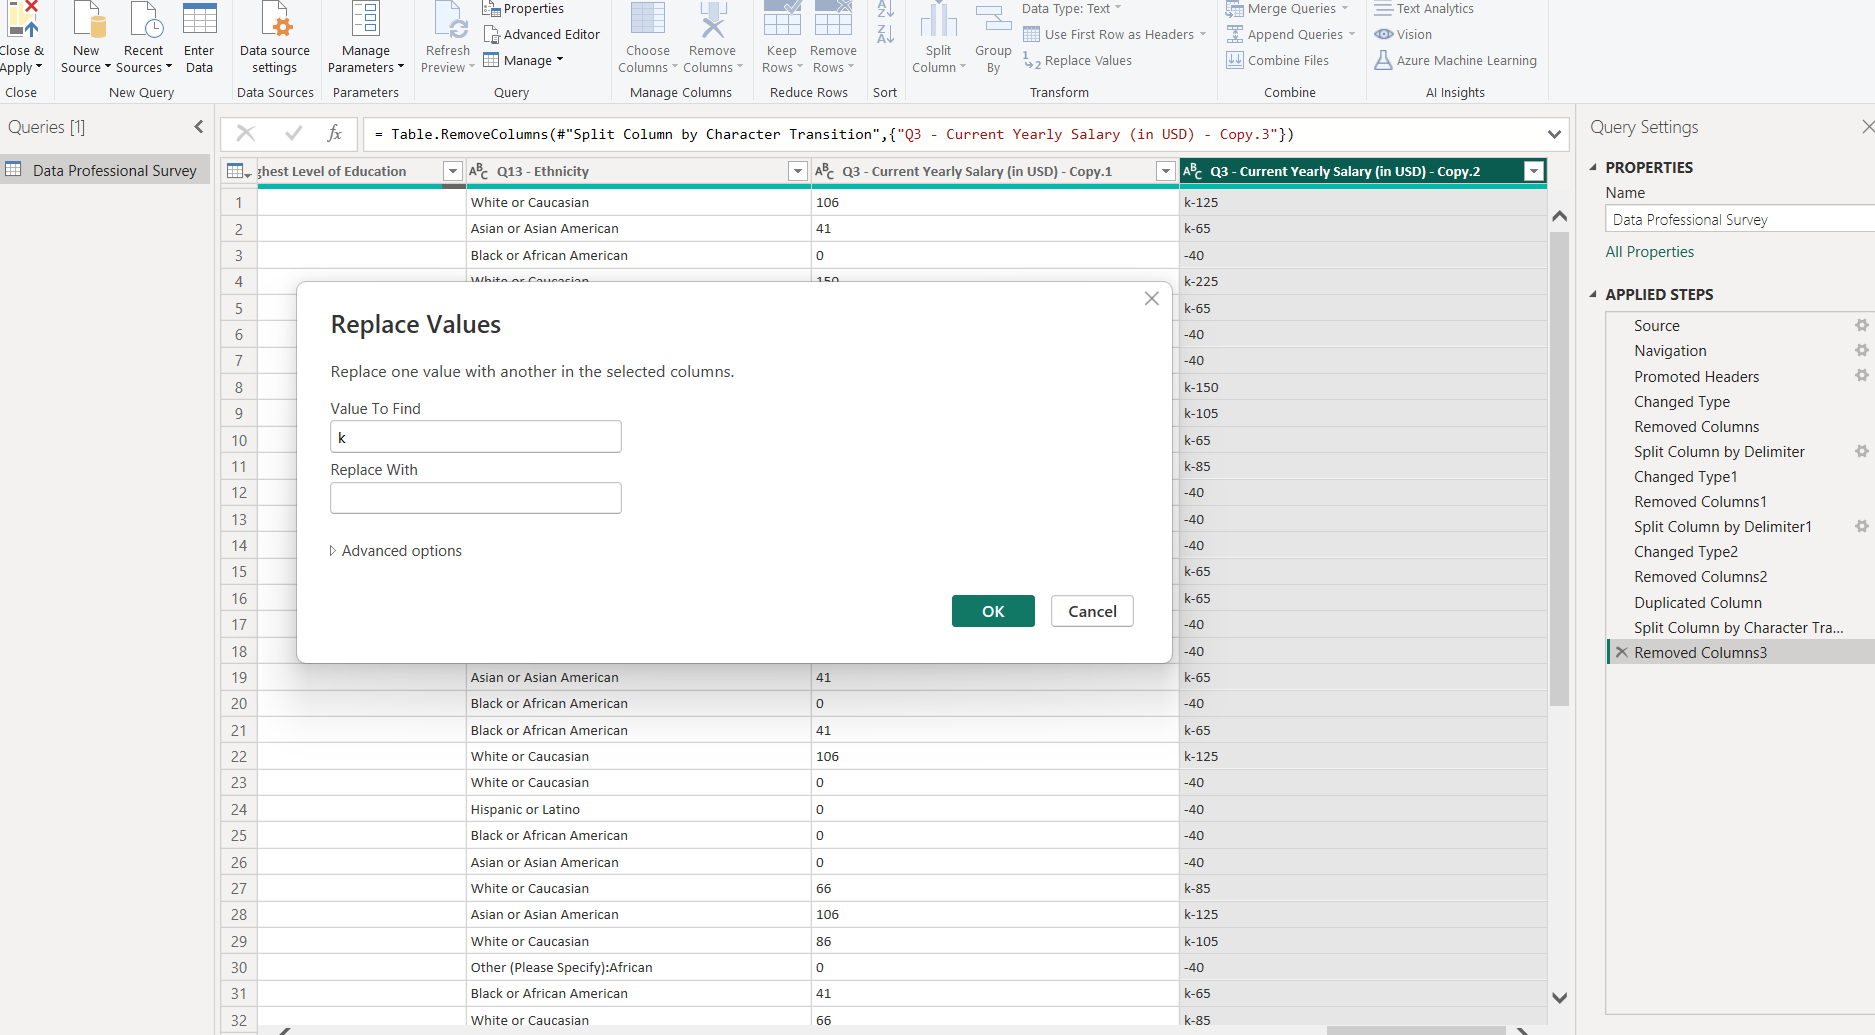 Close &
Apply
Close
New
Source
Recent
Sources
Enter
Data
New Query
Data source
settings
Data Sources
Manage
Parameters
Parameters
Refresh
Preview
Properties
Advanced Editor
Manage
Query
Choose
Columns
Remove
Columns
Manage Columns
Keep
Rows
Remove
Rows
Reduce Rows
Sort
Split
Column
Group
By
Data Type: Text
Use First Row as Headers
Replace Values
Transform
Merge Queries
Append Queries
Combine Files
Combine
Text Analytics
Vision
Azure Machine Learning
AI Insights
Queries [1]
Data Professional Survey
fx
= Table.RemoveColumns(#"Split Column by Character Transition",{"Q3 - Current Yearly Salary (in USD) - Copy.3"})
ghest Level of Education
ABC Q13 - Ethnicity
ABC Q3 - Current Yearly Salary (in USD) - Copy.1
ABC Q3 - Current Yearly Salary (in USD) - Copy.2
1 White or Caucasian 106 k-125
2 Asian or Asian American 41 k-65
3 Black or African American 0 -40
4 White or Caucasian 150 k-225
5 k-65
6 -40
7 -40
8 k-150
9 k-105
10 k-65
11 k-85
12 -40
13 -40
14 -40
15 k-65
16 k-65
17 -40
18 -40
19 Asian or Asian American 41 k-65
20 Black or African American 0 -40
21 Black or African American 41 k-65
22 White or Caucasian 106 k-125
23 White or Caucasian 0 -40
24 Hispanic or Latino 0 -40
25 Black or African American 0 -40
26 Asian or Asian American 0 -40
27 White or Caucasian 66 k-85
28 Asian or Asian American 106 k-125
29 White or Caucasian 86 k-105
30 Other (Please Specify):African 0 -40
31 Black or African American 41 k-65
32 White or Caucasian 66 k-85
Replace Values
Replace one value with another in the selected columns.
Value To Find
k
Replace With
Advanced options
OK
Cancel
Query Settings
PROPERTIES
Name
Data Professional Survey
All Properties
APPLIED STEPS
Source
Navigation
Promoted Headers
Changed Type
Removed Columns
Split Column by Delimiter
Changed Type1
Removed Columns1
Split Column by Delimiter1
Changed Type2
Removed Columns2
Duplicated Column
Split Column by Character Tra...
Removed Columns3